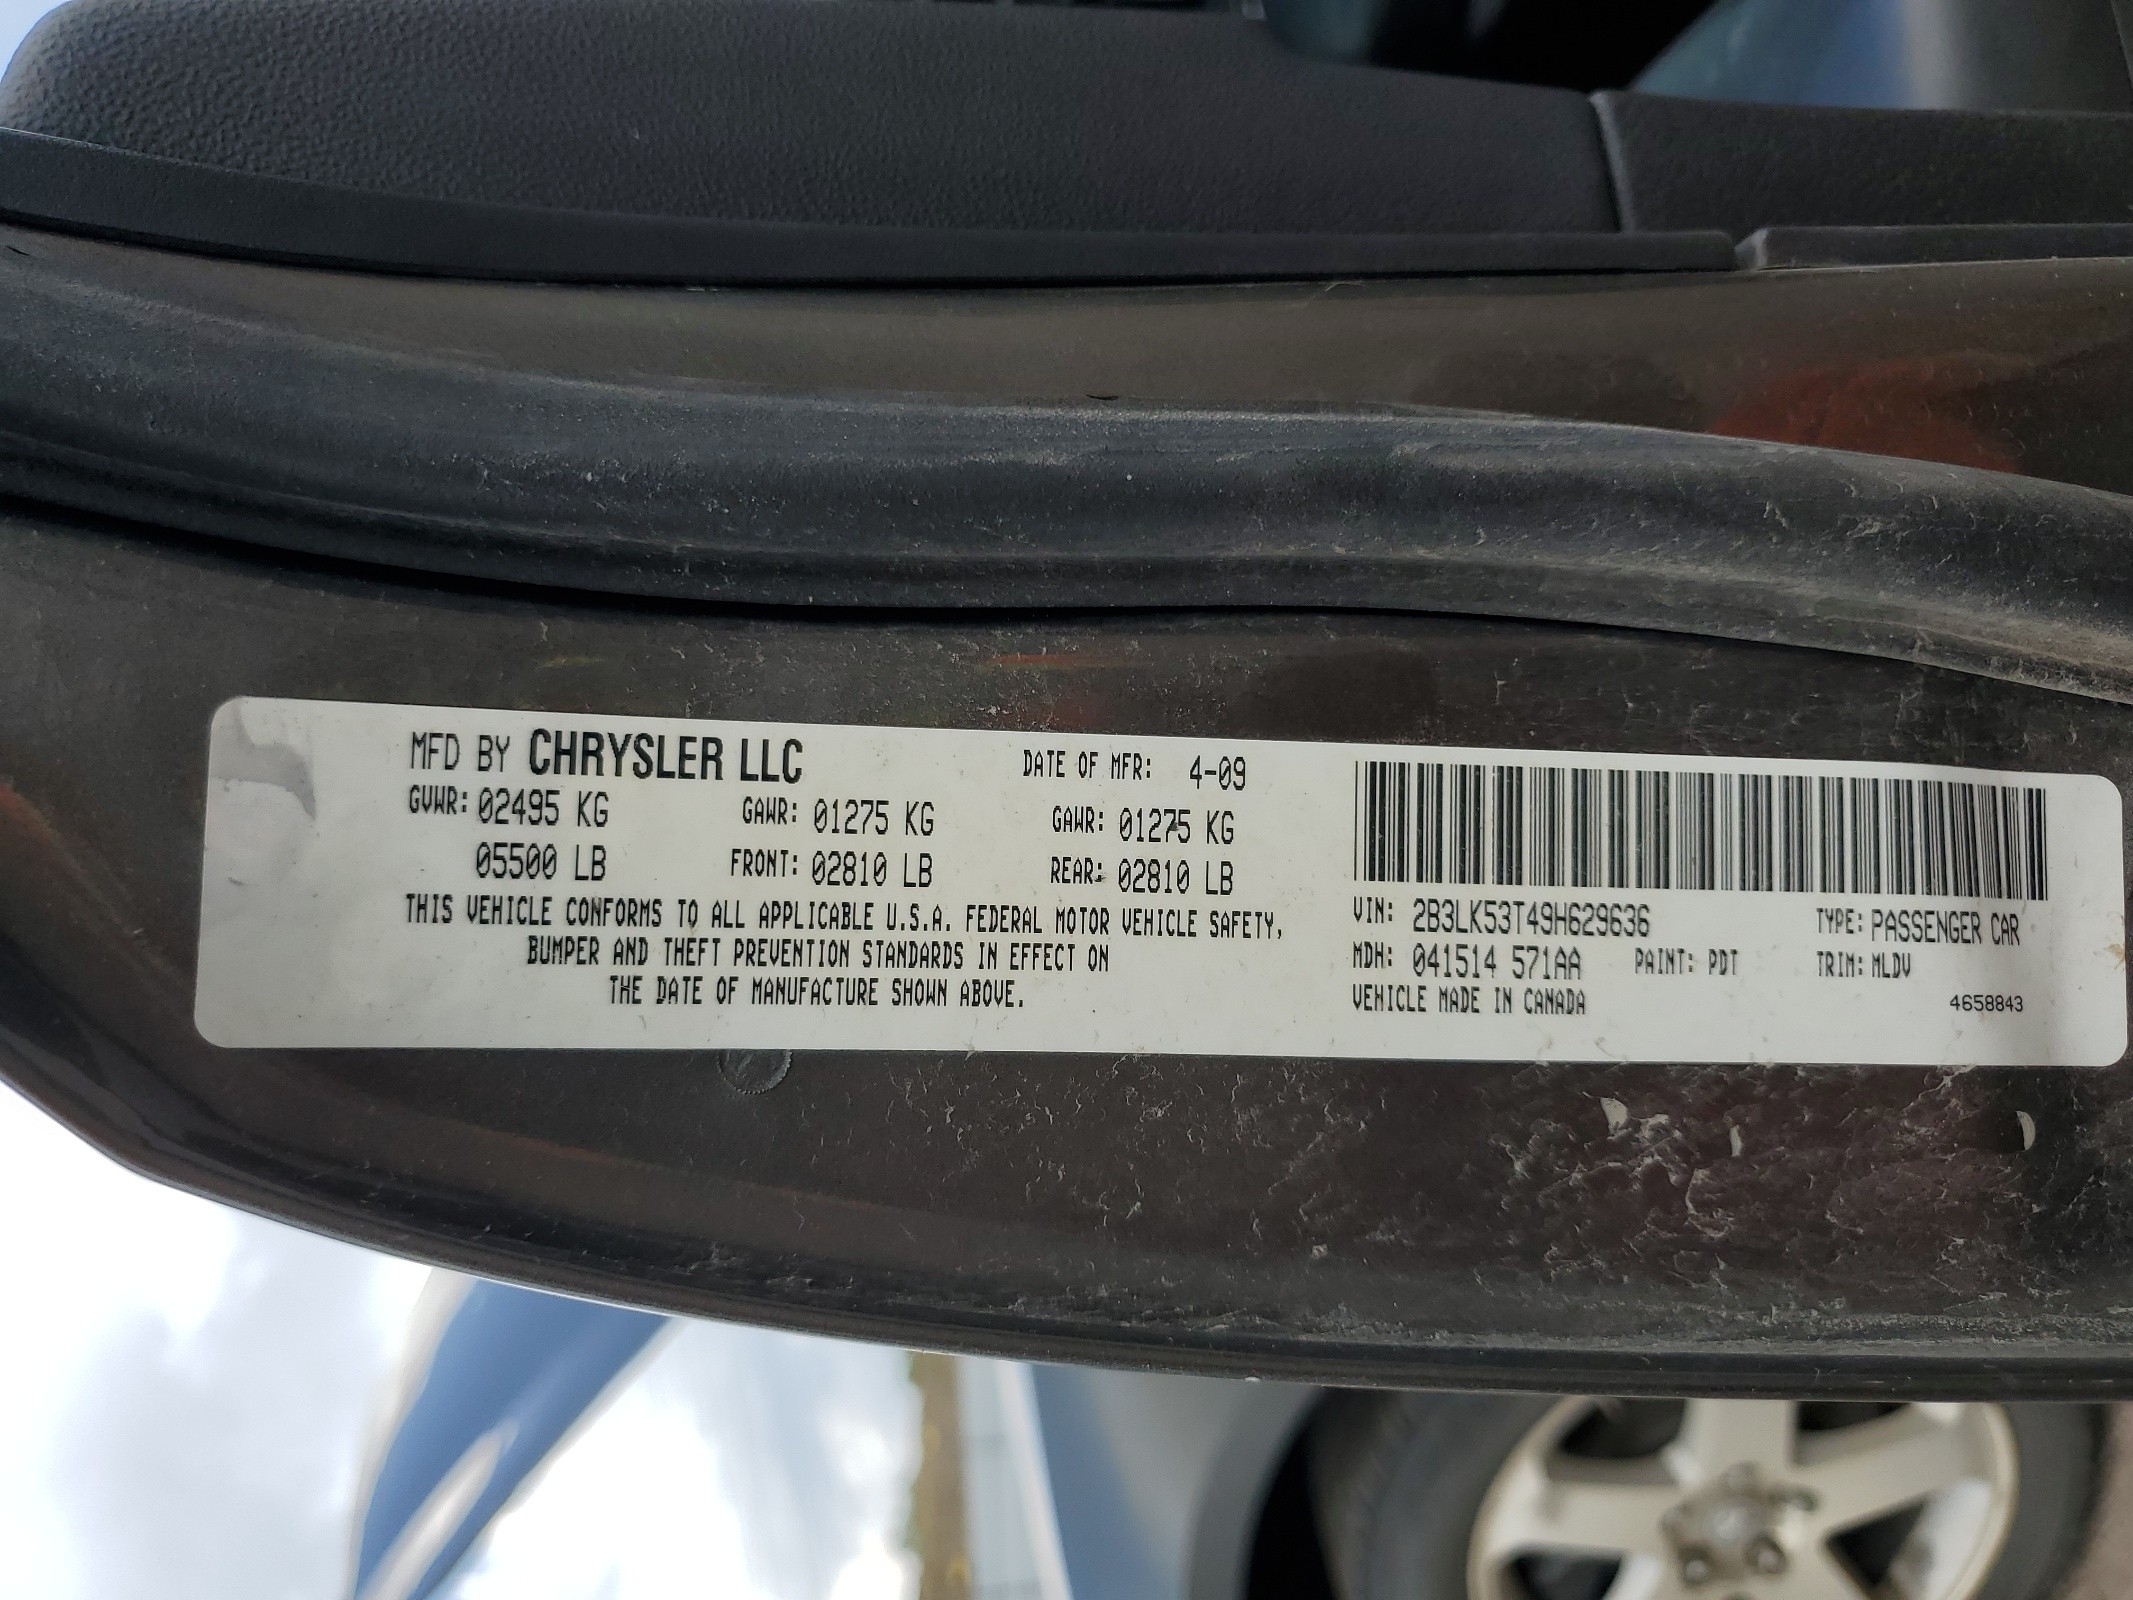 MFD BY CHRYSLER LLC DATE OF MFR: 4-09
GVWR: 02495 KG GAWR: 01275 KG GAWR: 01275 KG
05500 LB FRONT: 02810 LB REAR: 02810 LB
THIS VEHICLE CONFORMS TO ALL APPLICABLE U.S.A. FEDERAL MOTOR VEHICLE SAFETY,
BUMPER AND THEFT PREVENTION STANDARDS IN EFFECT ON
THE DATE OF MANUFACTURE SHOWN ABOVE.
VIN: 2B3LK53T49H629636 TYPE: PASSENGER CAR
MDH: 041514 571AA PAINT: PDT TRIM: MLDV
VEHICLE MADE IN CANADA 4658843